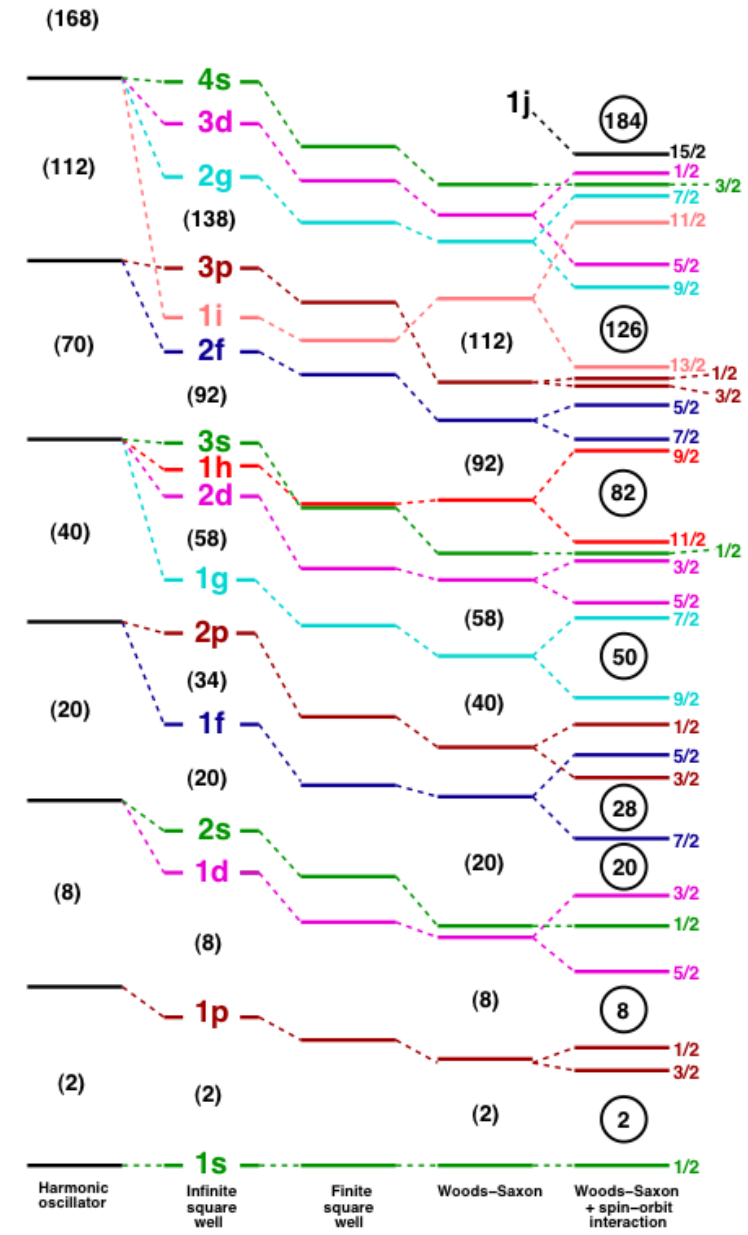 (168)
4s
1j
184
3d
15/2
(112)
1/2
3/2
2g
7/2
(138)
11/2
3p
5/2
9/2
1i
126
(70)
2f
(112)
13/2
1/2
3/2
(92)
5/2
7/2
3s
9/2
1h
(92)
2d
82
(40)
(58)
11/2
1/2
3/2
1g
5/2
(58)
7/2
2p
50
(34)
9/2
(20)
(40)
1f
1/2
5/2
(20)
3/2
28
2s
7/2
(20)
20
1d
(8)
3/2
1/2
(8)
5/2
(8)
8
1p
1/2
3/2
(2)
(2)
(2)
2
1s
1/2
Harmonic
oscillator
Infinite
square
well
Finite
square
well
Woods–Saxon
Woods–Saxon
+ spin–orbit
interaction